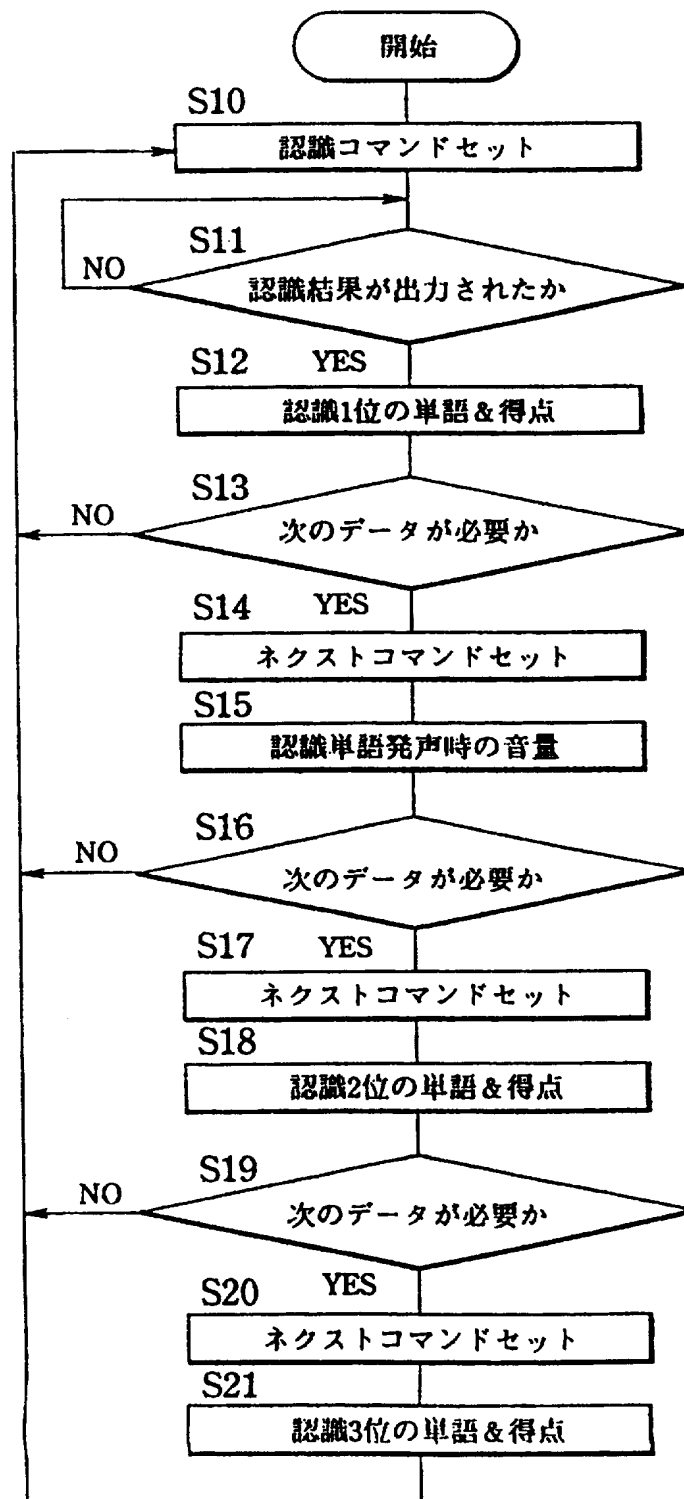 開始
S10
認識コマンドセット
S11
NO
認識結果が出力されたか
S12
YES
認識1位の単語&得点
S13
NO
次のデータが必要か
S14
YES
ネクストコマンドセット
S15
認識単語発声時の音量
S16
NO
次のデータが必要か
S17
YES
ネクストコマンドセット
S18
認識2位の単語&得点
S19
NO
次のデータが必要か
S20
YES
ネクストコマンドセット
S21
認識3位の単語&得点